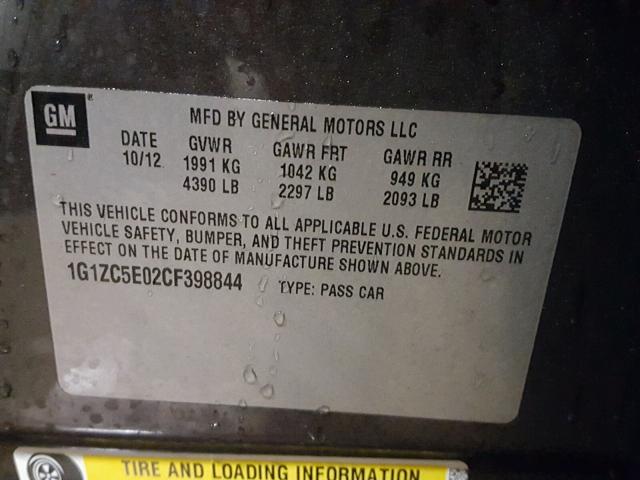 GM®
MFD BY GENERAL MOTORS LLC
DATE GVWR GAWR FRT GAWR RR
10/12 1991 KG 1042 KG 949 KG
4390 LB 2297 LB 2093 LB
THIS VEHICLE CONFORMS TO ALL APPLICABLE U.S. FEDERAL MOTOR
VEHICLE SAFETY, BUMPER, AND THEFT PREVENTION STANDARDS IN
EFFECT ON THE DATE OF MANUFACTURE SHOWN ABOVE.
1G1ZC5E02CF398844 TYPE: PASS CAR
TIRE AND LOADING INFORMATION